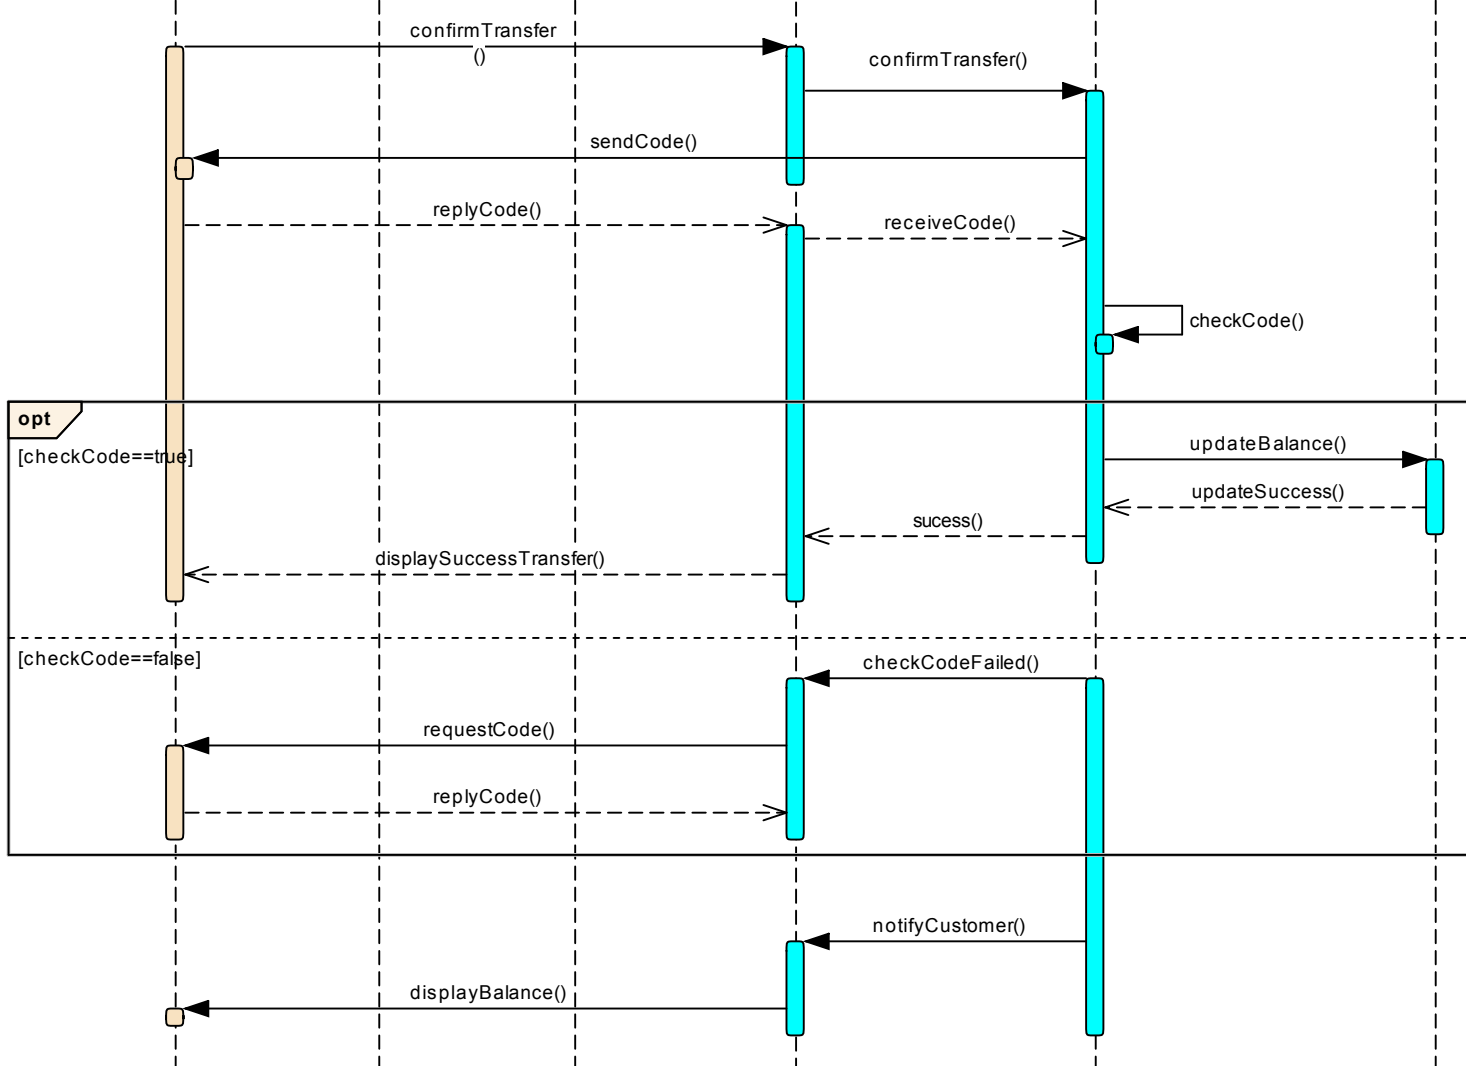 confirmTransfer
()
confirmTransfer()
sendCode()
replyCode()
receiveCode()
checkCode()
opt
[checkCode==true]
updateBalance()
updateSuccess()
sucess()
displaySuccessTransfer()
[checkCode==false]
checkCodeFailed()
requestCode()
replyCode()
notifyCustomer()
displayBalance()